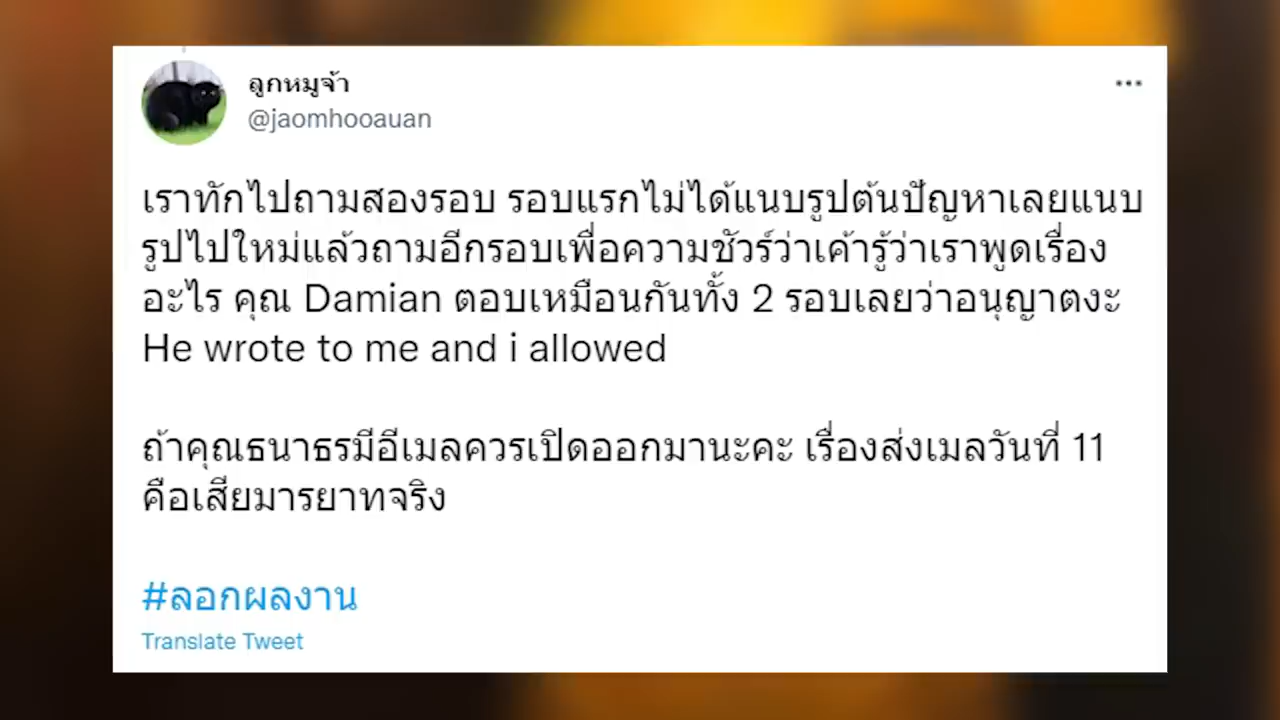 ลูกหมูจ้า
@jaomhooauan
เราทักไปถามสองรอบ รอบแรกไม่ได้แนบรูปต้นปัญหาเลยแนบ
รูปไปใหม่แล้วถามอีกรอบเพื่อความชัวร์ว่าเค้ารู้ว่าเราพูดเรื่อง
อะไร คุณ Damian ตอบเหมือนกันทั้ง 2 รอบเลยว่าอนุญาตงะ
He wrote to me and i allowed
ถ้าคุณธนาธรมีอีเมลควรเปิดออกมานะคะ เรื่องส่งเมลวันที่ 11
คือเสียมารยาทจริง
#ลอกผลงาน
Translate Tweet